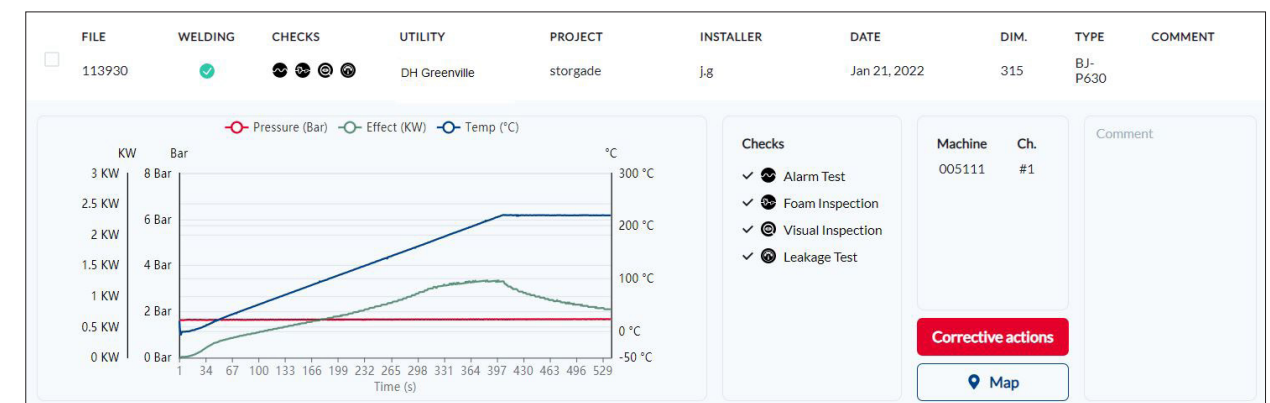 FILE WELDING CHECKS UTILITY PROJECT INSTALLER DATE DIM. TYPE COMMENT
113930 DH Greenville storgade j.g Jan 21, 2022 315 BJ-
P630
Pressure (Bar) Effect (KW) Temp (°C)
KW Bar °C
3 KW 8 Bar 300 °C
2.5 KW
6 Bar 200 °C
2 KW
1.5 KW 4 Bar
100 °C
1 KW
2 Bar
0.5 KW 0 °C
0 KW 0 Bar -50 °C
1 34 67 100 133 166 199 232 265 298 331 364 397 430 463 496 529
Time (s)
Checks
Alarm Test
Foam Inspection
Visual Inspection
Leakage Test
Machine Ch.
005111 #1
Corrective actions
Map
Comment